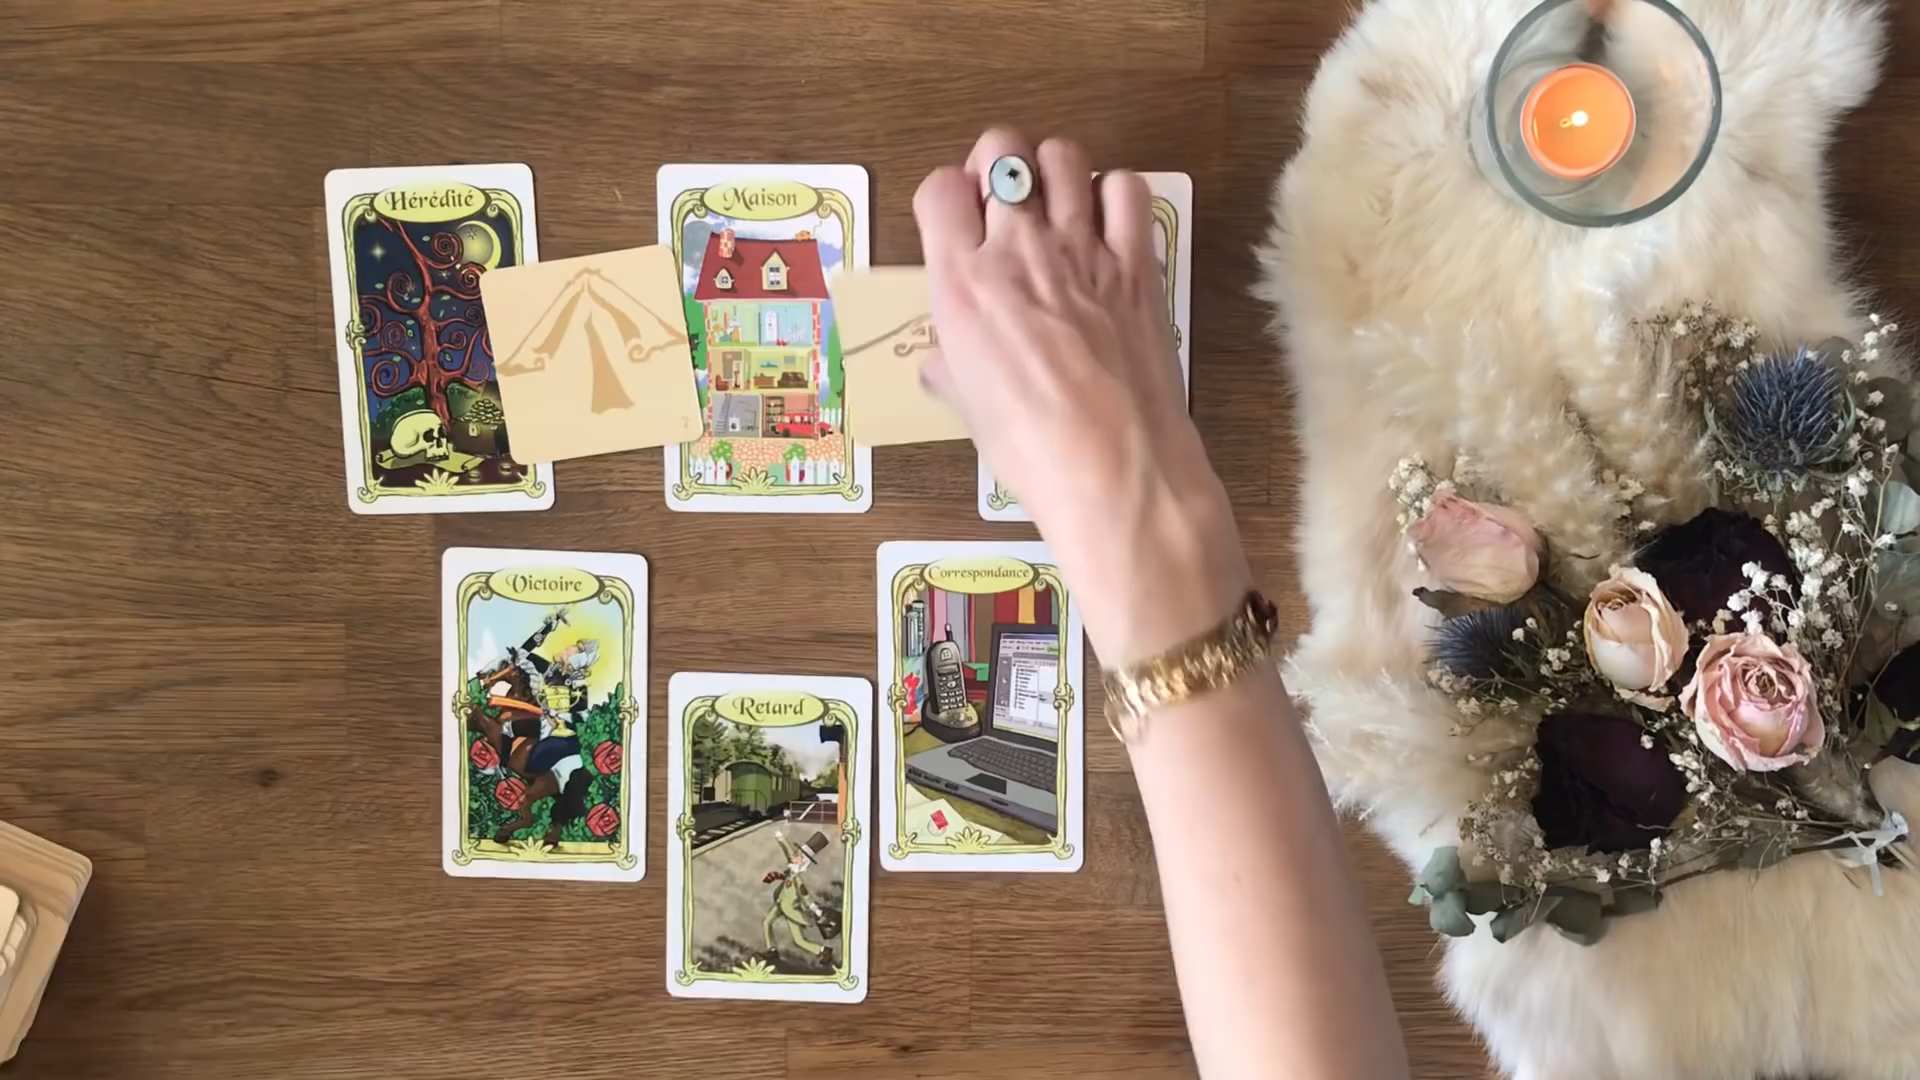 Hérédité
Maison
Victoire
Correspondance
Retard